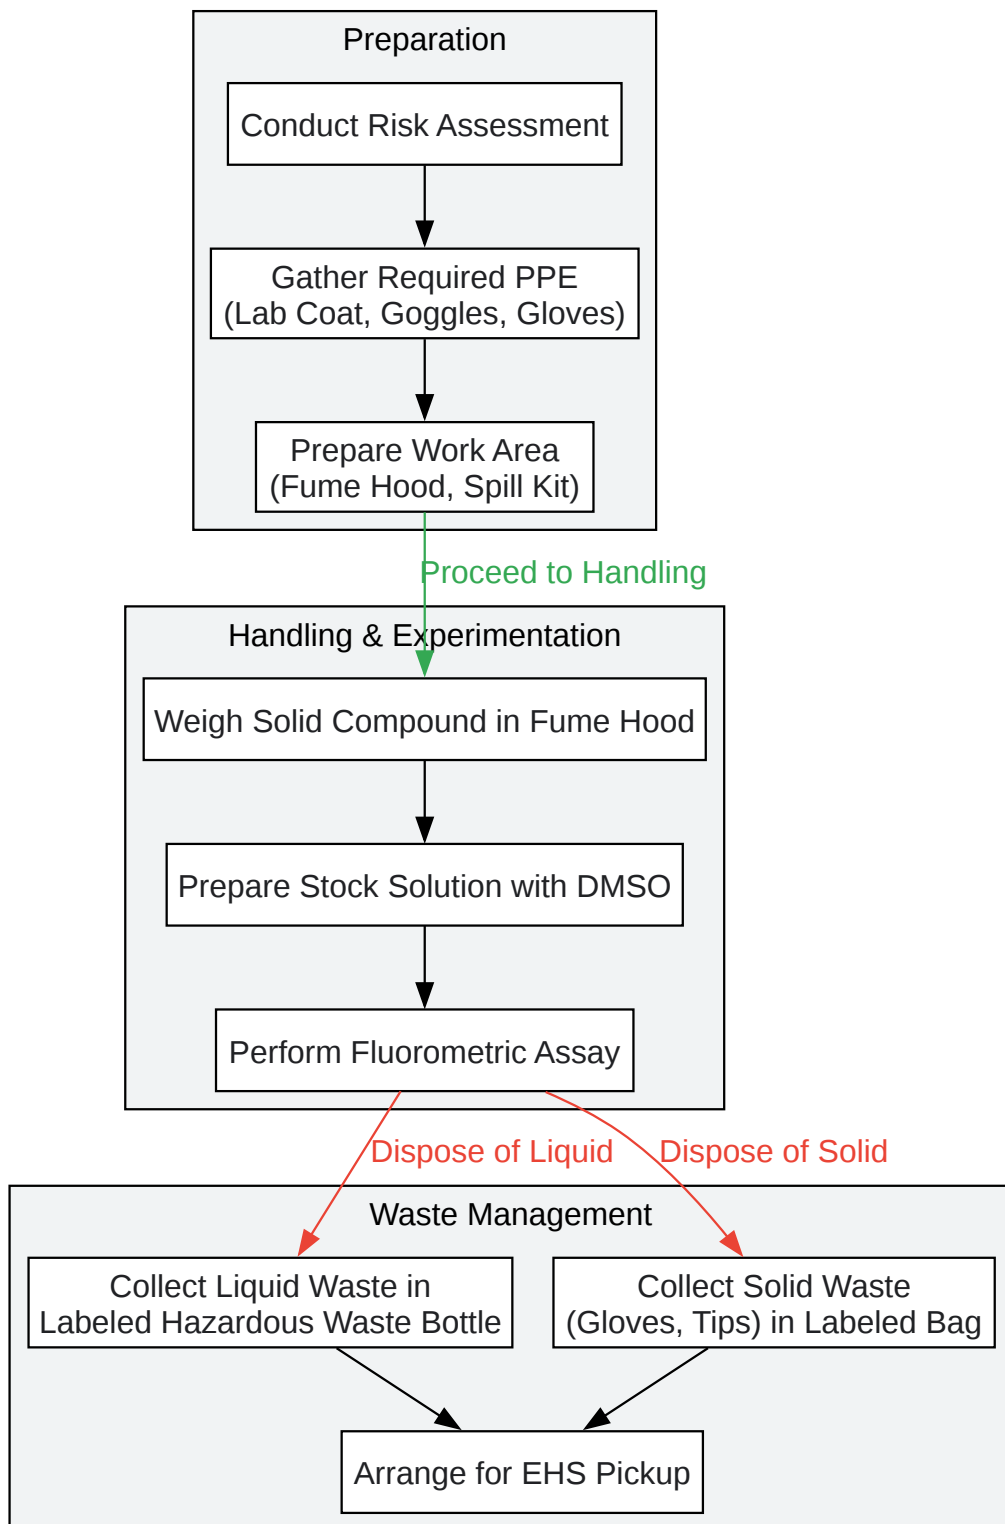 Preparation
Conduct Risk Assessment
Gather Required PPE
(Lab Coat, Goggles, Gloves)
Prepare Work Area
(Fume Hood, Spill Kit)
Proceed to Handling
Handling & Experimentation
Weigh Solid Compound in Fume Hood
Prepare Stock Solution with DMSO
Perform Fluorometric Assay
Dispose of Liquid
Dispose of Solid
Waste Management
Collect Liquid Waste in
Labeled Hazardous Waste Bottle
Collect Solid Waste
(Gloves, Tips) in Labeled Bag
Arrange for EHS Pickup